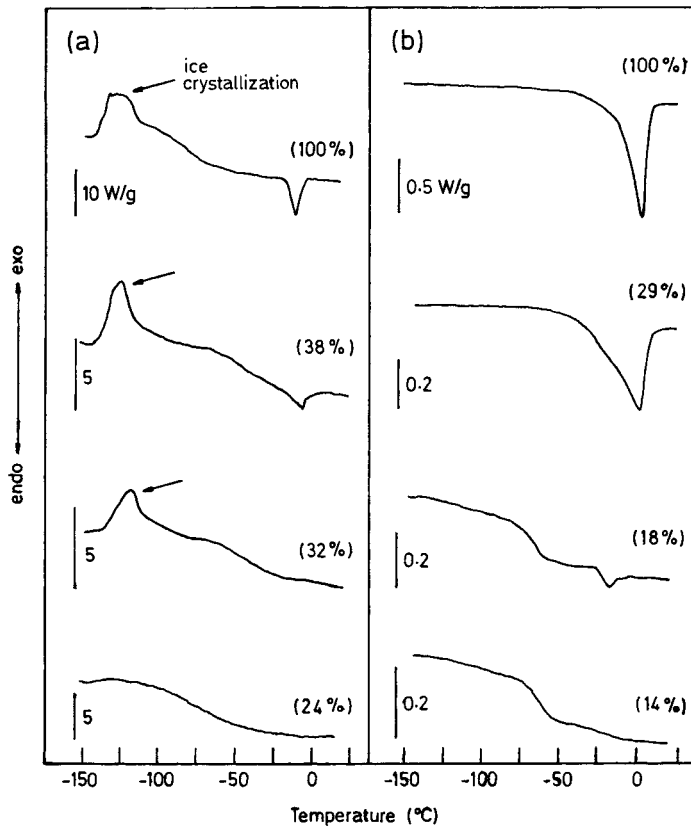 (a)
ice
crystallization
(100%)
10 W/g
(38%)
5
(32%)
5
(24%)
5
-150 -100 -50 0
(b)
(100%)
0.5 W/g
(29%)
0.2
(18%)
0.2
(14%)
0.2
-150 -100 -50 0
exo
endo
Temperature (°C)